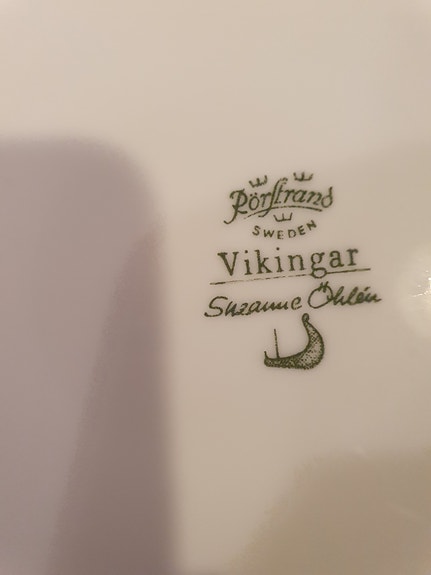 Rörstrand
SWEDEN
Vikingar
Suzanne Öhlén